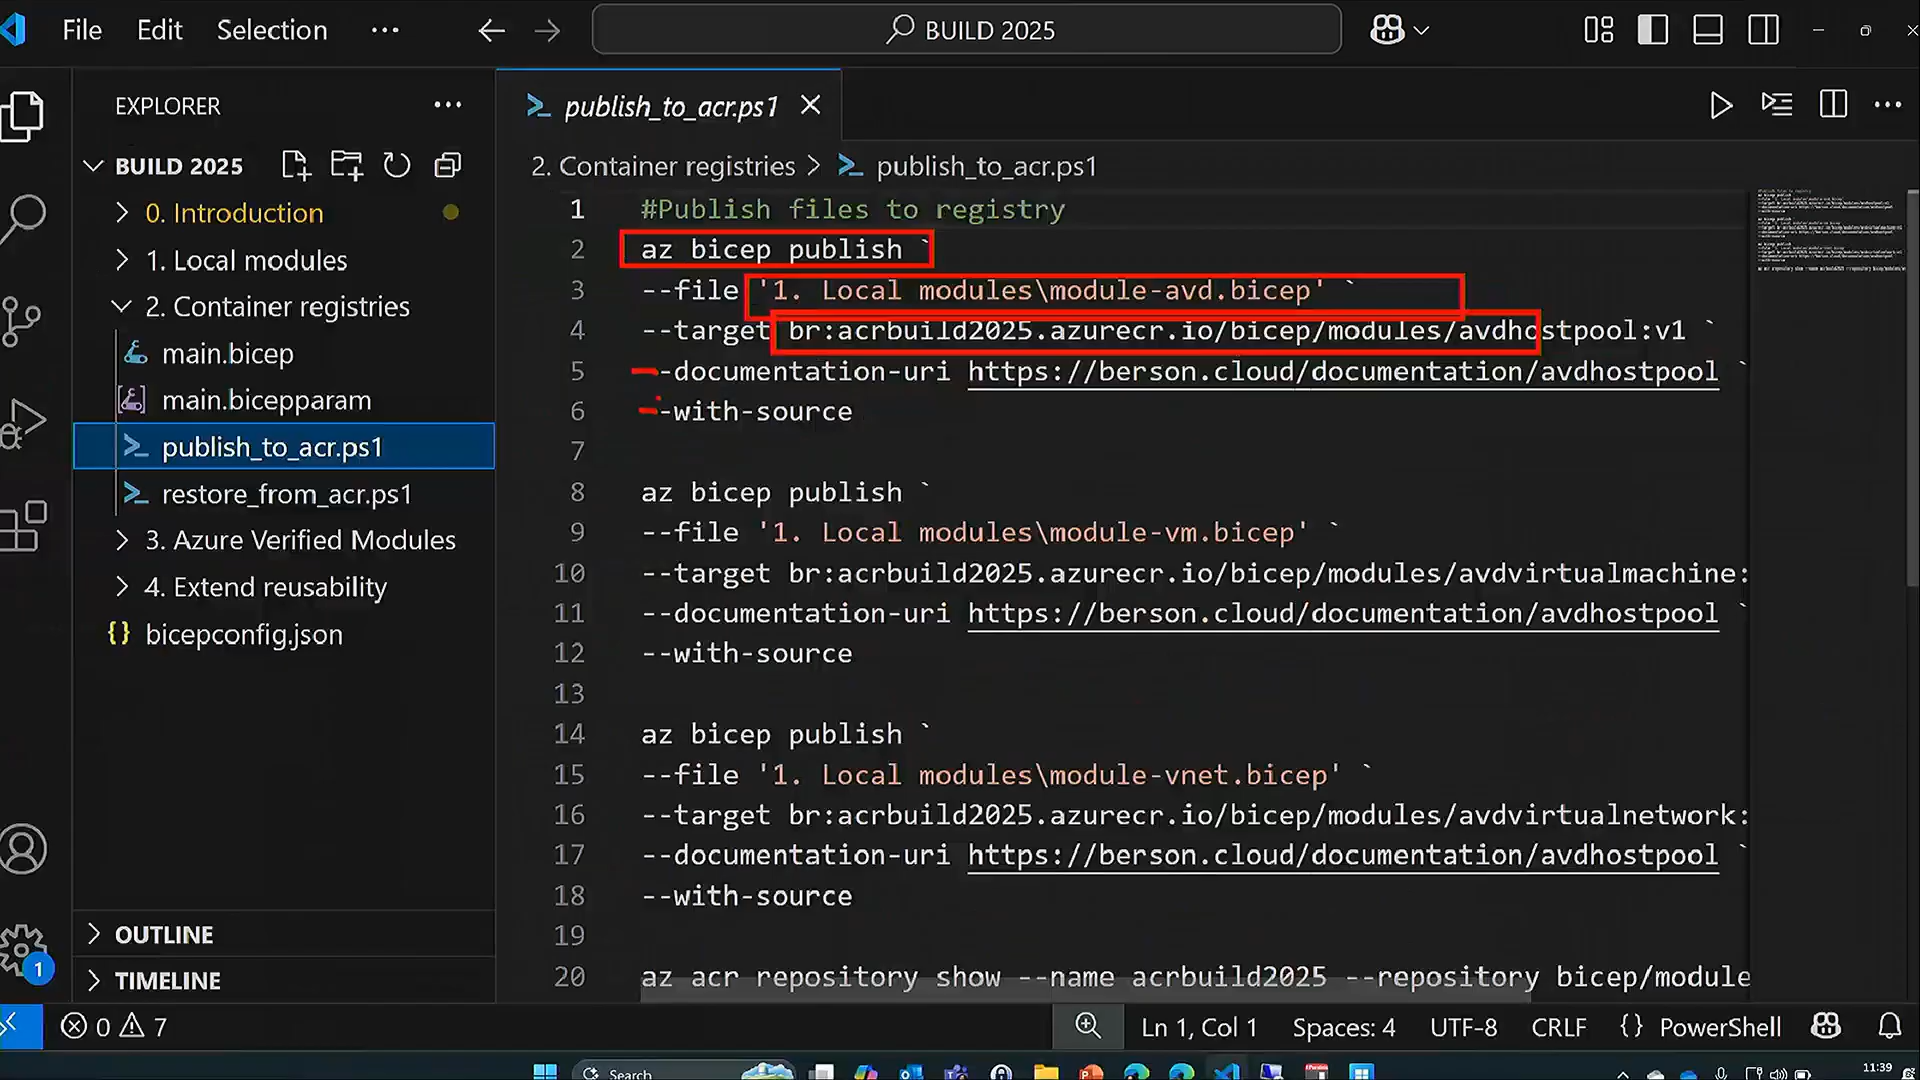 File Edit Selection ··· BUILD 2025
EXPLORER ···
publish_to_acr.ps1
BUILD 2025
2. Container registries > publish_to_acr.ps1
0. Introduction
1. Local modules
2. Container registries
main.bicep
main.bicepparam
publish_to_acr.ps1
restore_from_acr.ps1
3. Azure Verified Modules
4. Extend reusability
{} bicepconfig.json
OUTLINE
TIMELINE
1
1 #Publish files to registry
2 az bicep publish `
3 --file '1. Local modules\module-avd.bicep' `
4 --target br:acrbuild2025.azurecr.io/bicep/modules/avdhostpool:v1 `
5 --documentation-uri https://berson.cloud/documentation/avdhostpool `
6 --with-source
7
8 az bicep publish `
9 --file '1. Local modules\module-vm.bicep' `
10 --target br:acrbuild2025.azurecr.io/bicep/modules/avdvirtualmachine:
11 --documentation-uri https://berson.cloud/documentation/avdhostpool `
12 --with-source
13
14 az bicep publish `
15 --file '1. Local modules\module-vnet.bicep' `
16 --target br:acrbuild2025.azurecr.io/bicep/modules/avdvirtualnetwork:
17 --documentation-uri https://berson.cloud/documentation/avdhostpool `
18 --with-source
19
20 az acr repository show --name acrbuild2025 --repository bicep/module
0 7 Ln 1, Col 1 Spaces: 4 UTF-8 CRLF {} PowerShell
Search 11:39